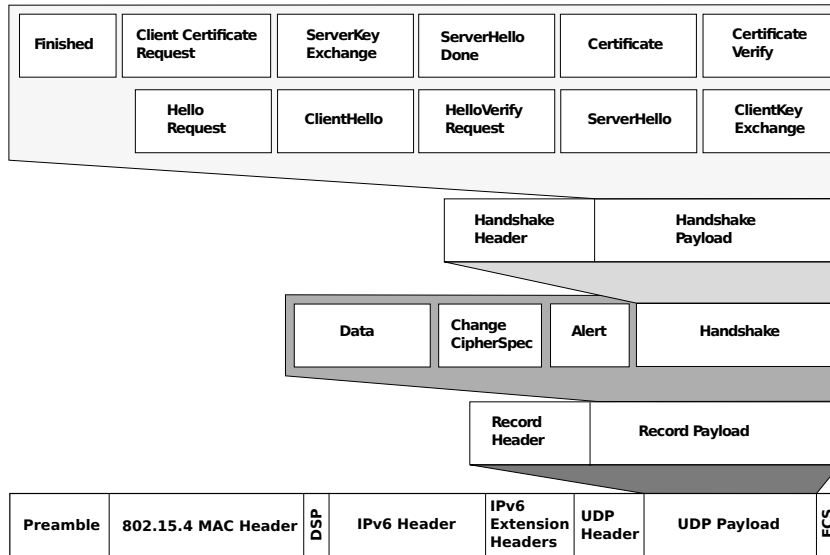 Finished
Client Certificate
Request
ServerKey
Exchange
ServerHello
Done
Certificate
Certificate
Verify
Hello
Request
ClientHello
HelloVerify
Request
ServerHello
ClientKey
Exchange
Handshake
Header
Handshake
Payload
Data
Change
CipherSpec
Alert
Handshake
Record
Header
Record Payload
Preamble
802.15.4 MAC Header
DSP
IPv6 Header
IPv6
Extension
Headers
UDP
Header
UDP Payload
FCS